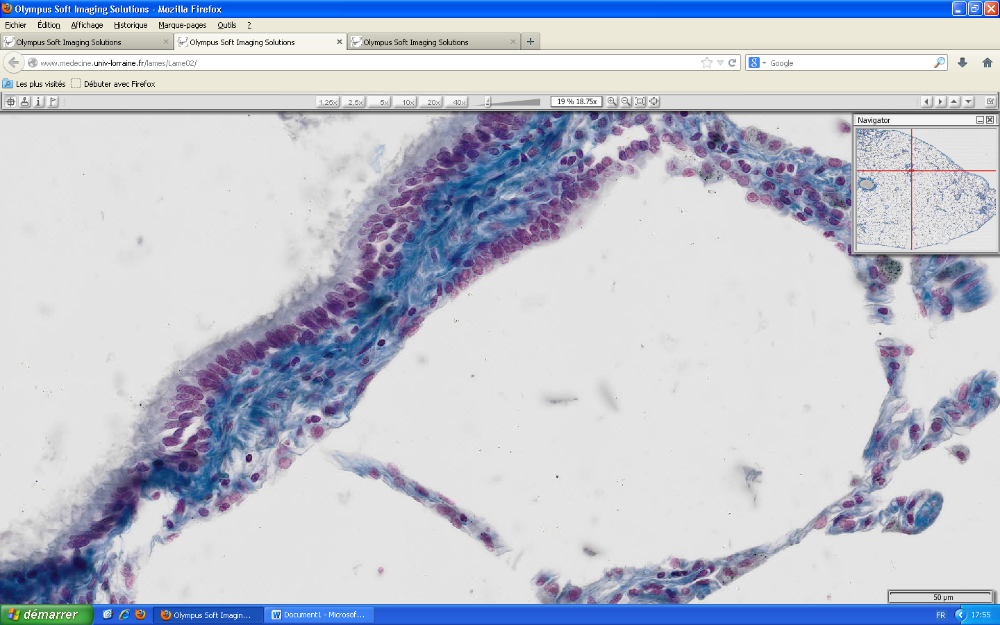 Olympus Soft Imaging Solutions - Mozilla Firefox
Fichier Édition Affichage Historique Marque-pages Outils ?
Olympus Soft Imaging Solutions Olympus Soft Imaging Solutions Olympus Soft Imaging Solutions
www.medecine.univ-lorraine.fr/lames/Lame02/ Google
Les plus visités Débuter avec Firefox
1,25x 2,5x 5x 10x 20x 40x 19 % 18.75x
Navigator
50 µm
démarrer Olympus Soft Imagin... Document1 - Microsof... FR 17:55